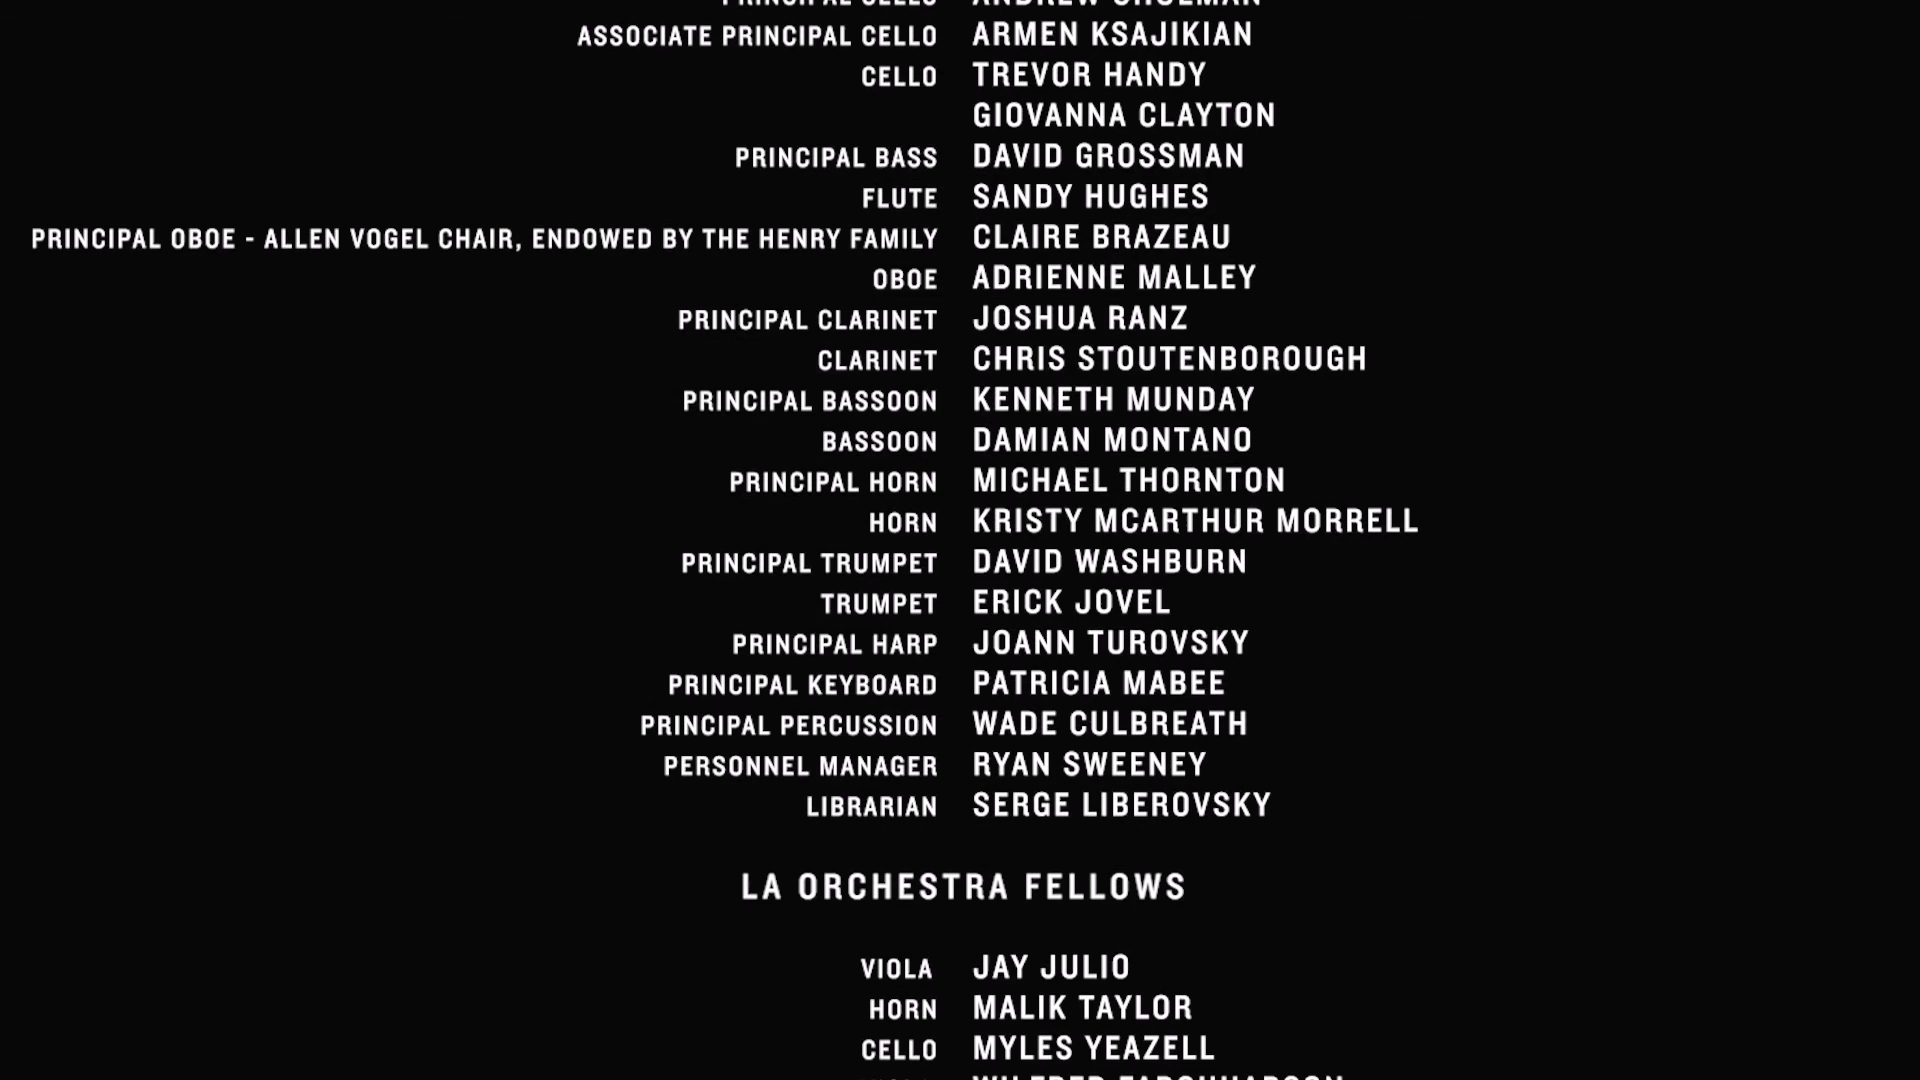 ASSOCIATE PRINCIPAL CELLO ARMEN KSAJIKIAN
CELLO TREVOR HANDY
GIOVANNA CLAYTON
PRINCIPAL BASS DAVID GROSSMAN
FLUTE SANDY HUGHES
PRINCIPAL OBOE - ALLEN VOGEL CHAIR, ENDOWED BY THE HENRY FAMILY CLAIRE BRAZEAU
OBOE ADRIENNE MALLEY
PRINCIPAL CLARINET JOSHUA RANZ
CLARINET CHRIS STOUTENBOROUGH
PRINCIPAL BASSOON KENNETH MUNDAY
BASSOON DAMIAN MONTANO
PRINCIPAL HORN MICHAEL THORNTON
HORN KRISTY MCARTHUR MORRELL
PRINCIPAL TRUMPET DAVID WASHBURN
TRUMPET ERICK JOVEL
PRINCIPAL HARP JOANN TUROVSKY
PRINCIPAL KEYBOARD PATRICIA MABEE
PRINCIPAL PERCUSSION WADE CULBREATH
PERSONNEL MANAGER RYAN SWEENEY
LIBRARIAN SERGE LIBEROVSKY
LA ORCHESTRA FELLOWS
VIOLA JAY JULIO
HORN MALIK TAYLOR
CELLO MYLES YEAZELL